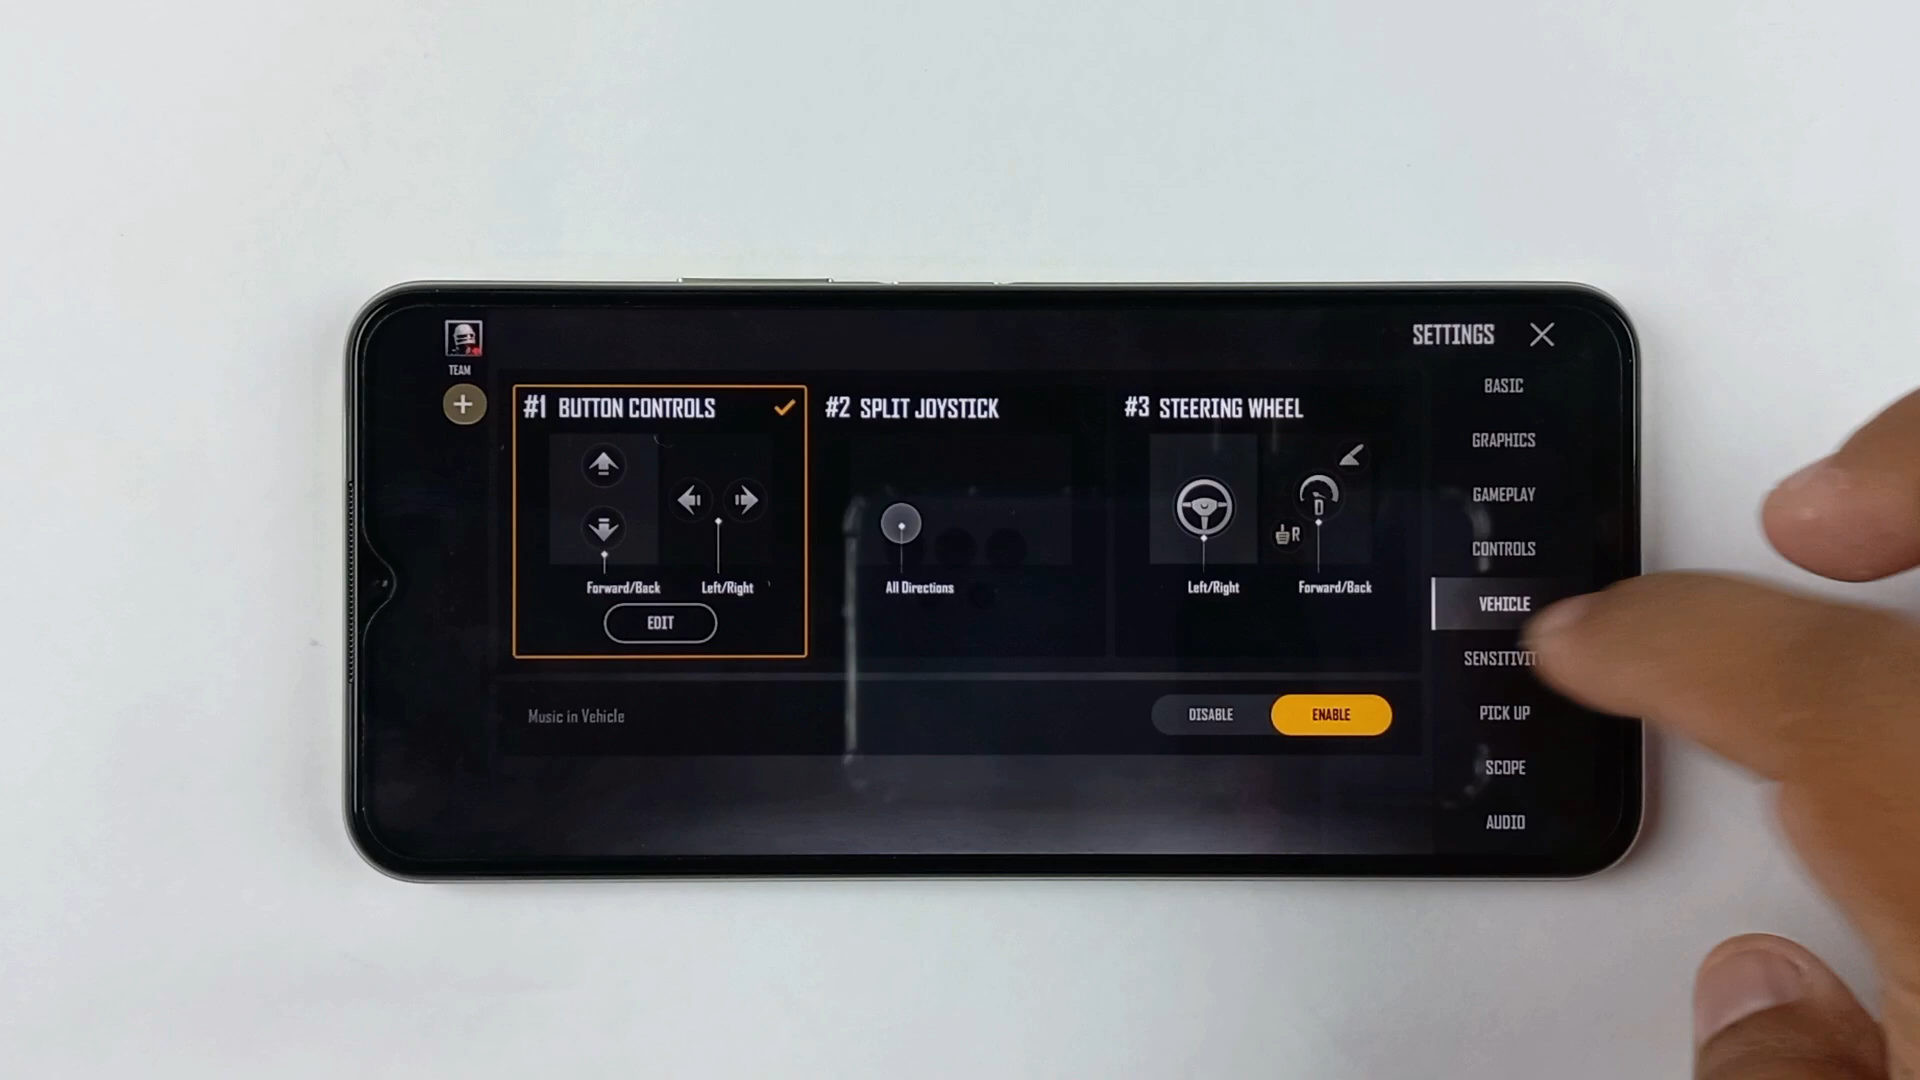 SETTINGS
TEAM
#1 BUTTON CONTROLS
Forward/Back
Left/Right
EDIT
#2 SPLIT JOYSTICK
All Directions
#3 STEERING WHEEL
D
R
Left/Right
Forward/Back
Music in Vehicle
DISABLE
ENABLE
BASIC
GRAPHICS
GAMEPLAY
CONTROLS
VEHICLE
SENSITIVIT
PICK UP
SCOPE
AUDIO